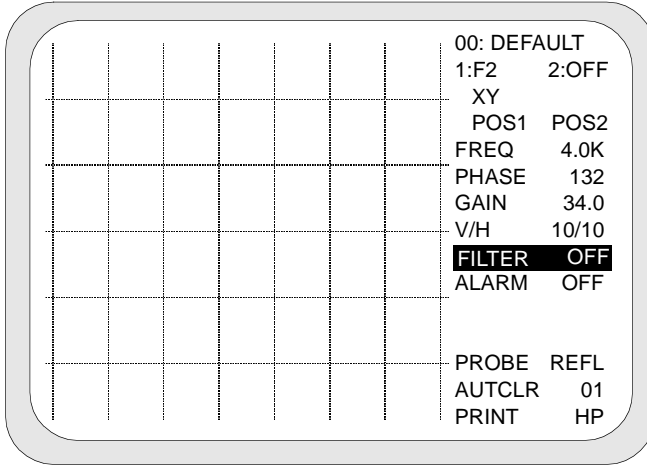 00: DEFAULT
1:F2 2:OFF
XY
POS1 POS2
FREQ 4.0K
PHASE 132
GAIN 34.0
V/H 10/10
FILTER OFF
ALARM OFF
PROBE REFL
AUTCLR 01
PRINT HP